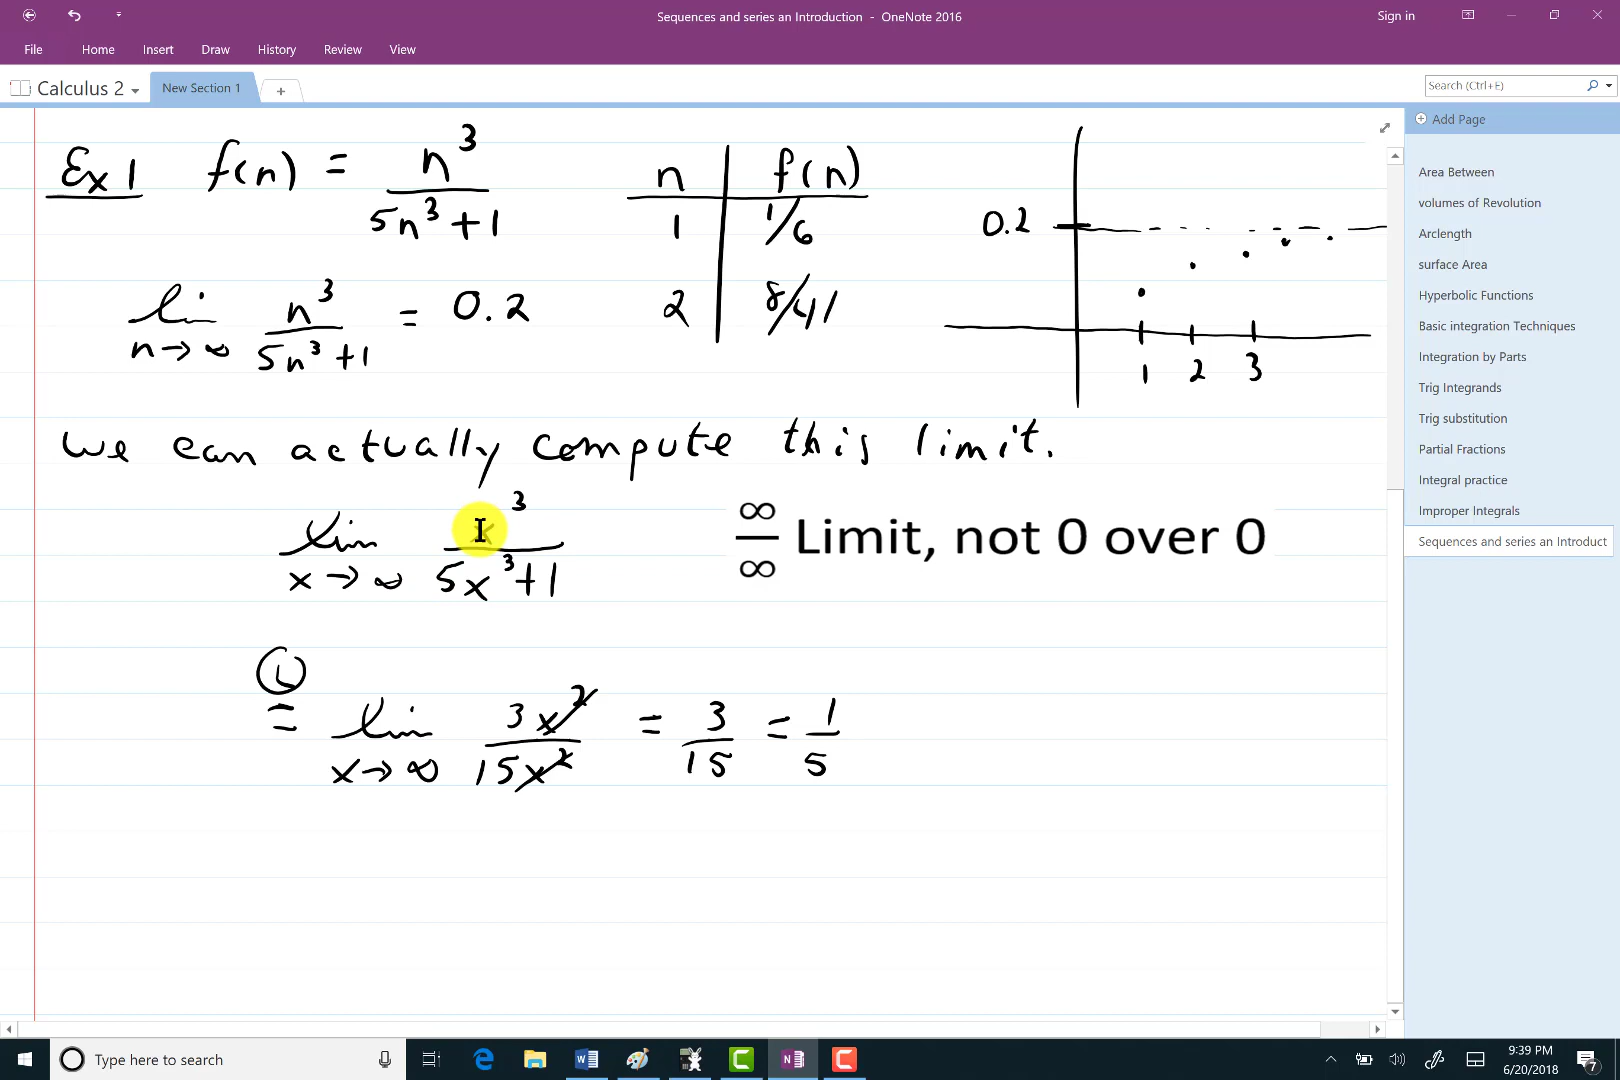 Sequences and series an Introduction - OneNote 2016
Sign in
File Home Insert Draw History Review View
Calculus 2
New Section 1
+
Search (Ctrl+E)
Add Page
Area Between
volumes of Revolution
Arclength
surface Area
Hyperbolic Functions
Basic integration Techniques
Integration by Parts
Trig Integrands
Trig substitution
Partial Fractions
Integral practice
Improper Integrals
Sequences and series an Introduct
Ex 1 f(n) = n³/(5n³+1)
n | f(n)
1 | 1/6
2 | 8/41
0.2
1 2 3
lim n→∞ n³/(5n³+1) = 0.2
we can actually compute this limit.
lim x→∞ x³/(5x³+1)
∞/∞ Limit, not 0 over 0
Ⓛ
= lim x→∞ 3x²/15x² = 3/15 = 1/5
Type here to search
9:39 PM
6/20/2018
7